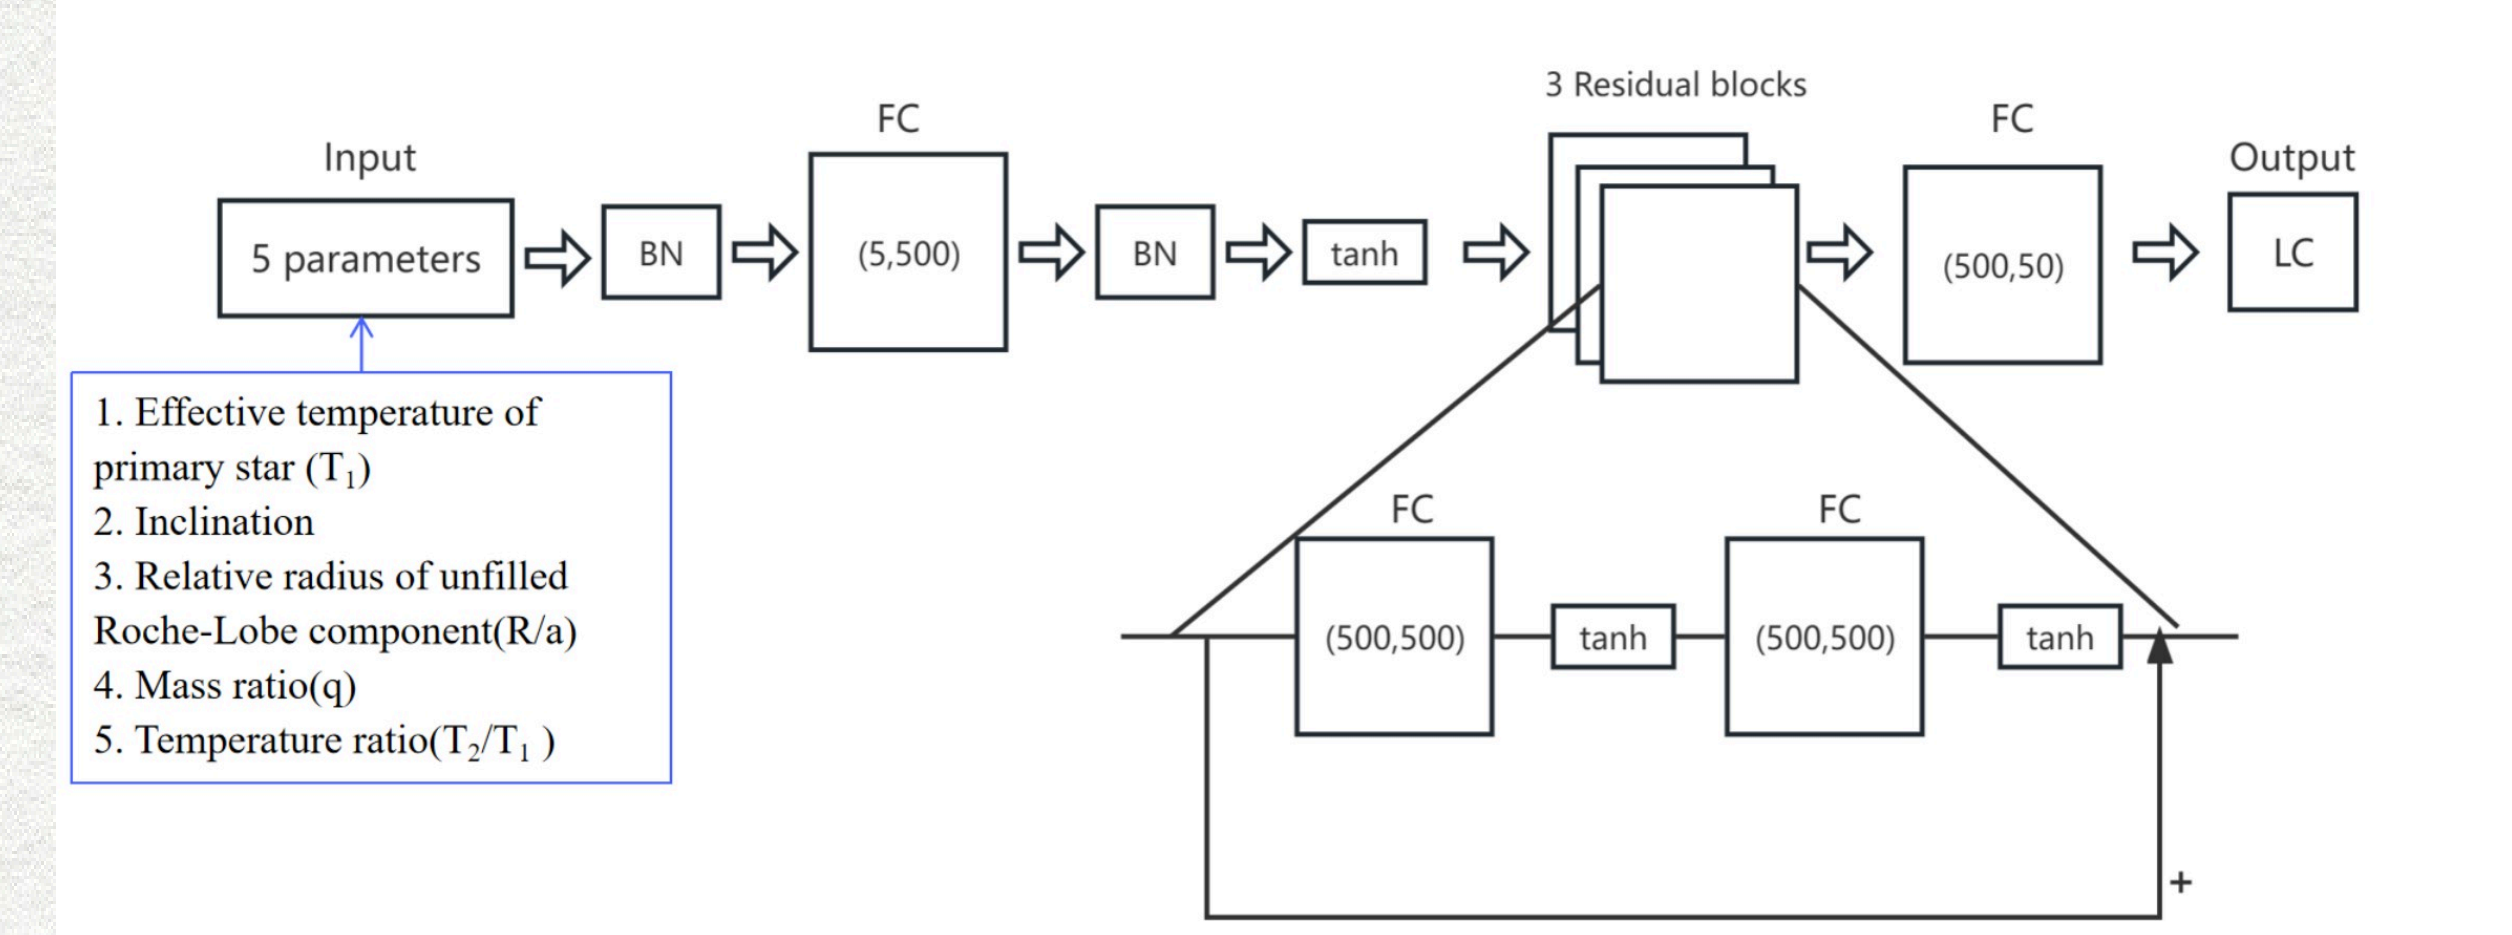 3 Residual blocks
FC
FC
Input
Output
5 parameters
BN
(5,500)
BN
tanh
(500,50)
LC
1. Effective temperature of
primary star (T₁)
2. Inclination
3. Relative radius of unfilled
Roche-Lobe component(R/a)
4. Mass ratio(q)
5. Temperature ratio(T₂/T₁ )
FC
FC
(500,500)
tanh
(500,500)
tanh
+